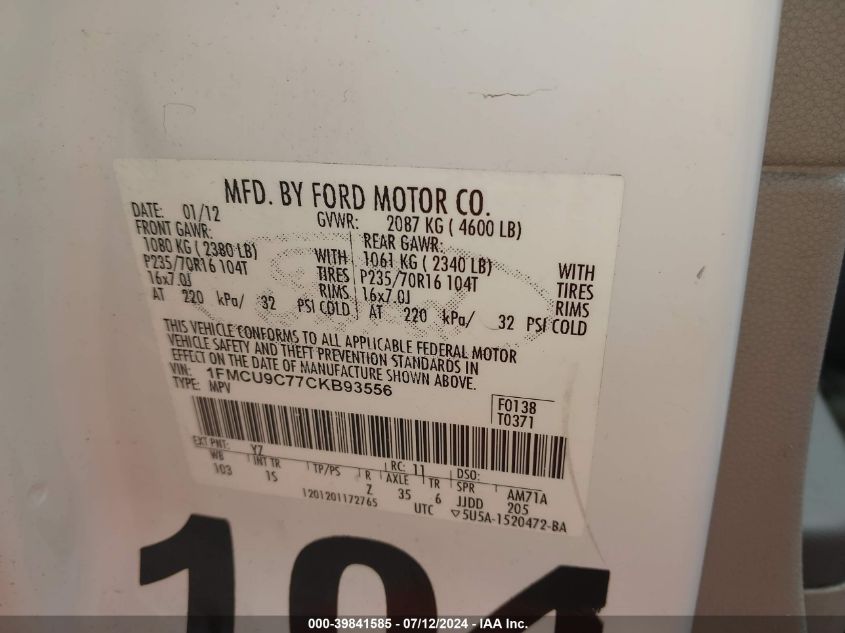 MFD. BY FORD MOTOR CO.
DATE: 01/12 GVWR: 2087 KG ( 4600 LB)
FRONT GAWR: REAR GAWR:
1080 KG ( 2380 LB) WITH 1061 KG ( 2340 LB) WITH
P235/70R16 104T TIRES P235/70R16 104T TIRES
16x7.0J RIMS 16x7.0J RIMS
AT 220 kPa/ 32 PSI COLD AT 220 kPa/ 32 PSI COLD
THIS VEHICLE CONFORMS TO ALL APPLICABLE FEDERAL MOTOR
VEHICLE SAFETY AND THEFT PREVENTION STANDARDS IN
EFFECT ON THE DATE OF MANUFACTURE SHOWN ABOVE.
VIN: 1FMCU9C77CKB93556
TYPE: MPV
F0138
T0371
EXT PNT: YZ RC: 11 DSO:
WB INT TR TP/PS R AXLE TR SPR AM71A
103 1S Z 35 6 JJDD 205
1201201172765 UTC ▽5U5A-1520472-BA
000-39841585 - 07/12/2024 - IAA Inc.